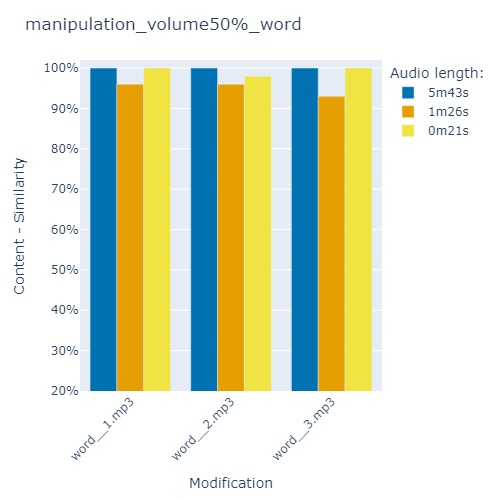 manipulation_volume50%_word
Audio length:
5m43s
1m26s
0m21s
100%
90%
80%
70%
60%
50%
40%
30%
20%
Content - Similarity
word__1.mp3
word__2.mp3
word__3.mp3
Modification